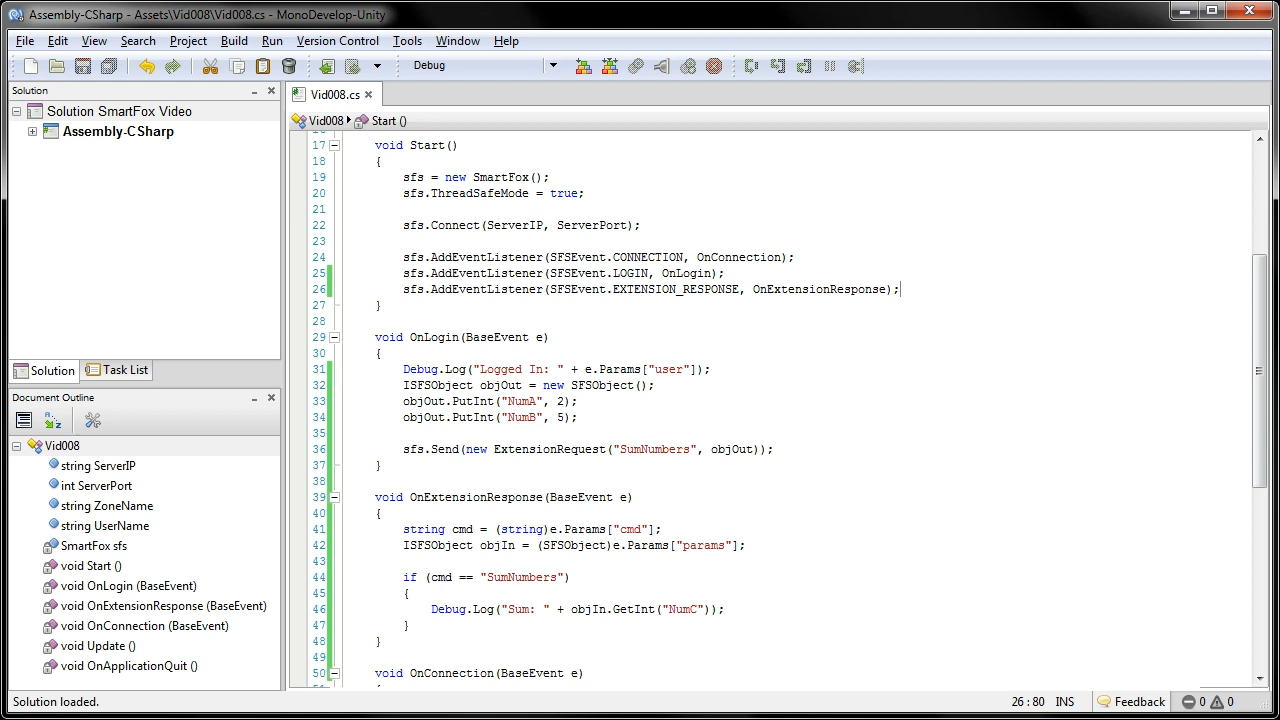 Assembly-CSharp - Assets\Vid008\Vid008.cs - MonoDevelop-Unity
File Edit View Search Project Build Run Version Control Tools Window Help
Debug
Solution
Solution SmartFox Video
Assembly-CSharp
Solution Task List
Document Outline
Vid008
string ServerIP
int ServerPort
string ZoneName
string UserName
SmartFox sfs
void Start ()
void OnLogin (BaseEvent)
void OnExtensionResponse (BaseEvent)
void OnConnection (BaseEvent)
void Update ()
void OnApplicationQuit ()
Vid008.cs
Vid008 Start ()
17 void Start()
18 {
19 sfs = new SmartFox();
20 sfs.ThreadSafeMode = true;
21
22 sfs.Connect(ServerIP, ServerPort);
23
24 sfs.AddEventListener(SFSEvent.CONNECTION, OnConnection);
25 sfs.AddEventListener(SFSEvent.LOGIN, OnLogin);
26 sfs.AddEventListener(SFSEvent.EXTENSION_RESPONSE, OnExtensionResponse);
27 }
28
29 void OnLogin(BaseEvent e)
30 {
31 Debug.Log("Logged In: " + e.Params["user"]);
32 ISFSObject objOut = new SFSObject();
33 objOut.PutInt("NumA", 2);
34 objOut.PutInt("NumB", 5);
35
36 sfs.Send(new ExtensionRequest("SumNumbers", objOut));
37 }
38
39 void OnExtensionResponse(BaseEvent e)
40 {
41 string cmd = (string)e.Params["cmd"];
42 ISFSObject objIn = (SFSObject)e.Params["params"];
43
44 if (cmd == "SumNumbers")
45 {
46 Debug.Log("Sum: " + objIn.GetInt("NumC"));
47 }
48 }
49
50 void OnConnection(BaseEvent e)
Solution loaded. 26 : 80 INS Feedback 0 0